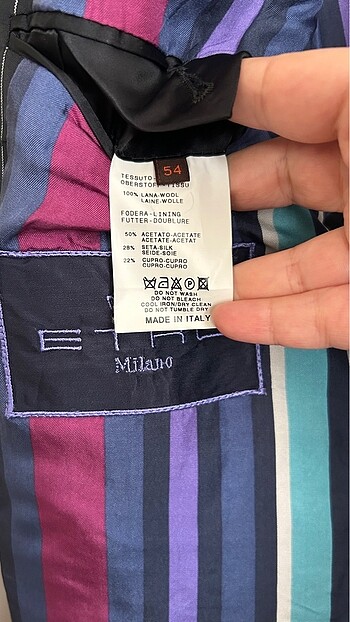 54
TESSUTO-
OBERSTOFF-TISSU
100% LANA-WOOL
LAINE-WOLLE
FODERA-LINING
FUTTER-DOUBLURE
50% ACETATO-ACETATE
ACETATE-ACETAT
28% SETA-SILK
SEIDE-SOIE
22% CUPRO-CUPRO
CUPRO-CUPRO
DO NOT WASH
DO NOT BLEACH
COOL IRON/DRY CLEAN
DO NOT TUMBLE DRY
MADE IN ITALY
ETRO
Milano